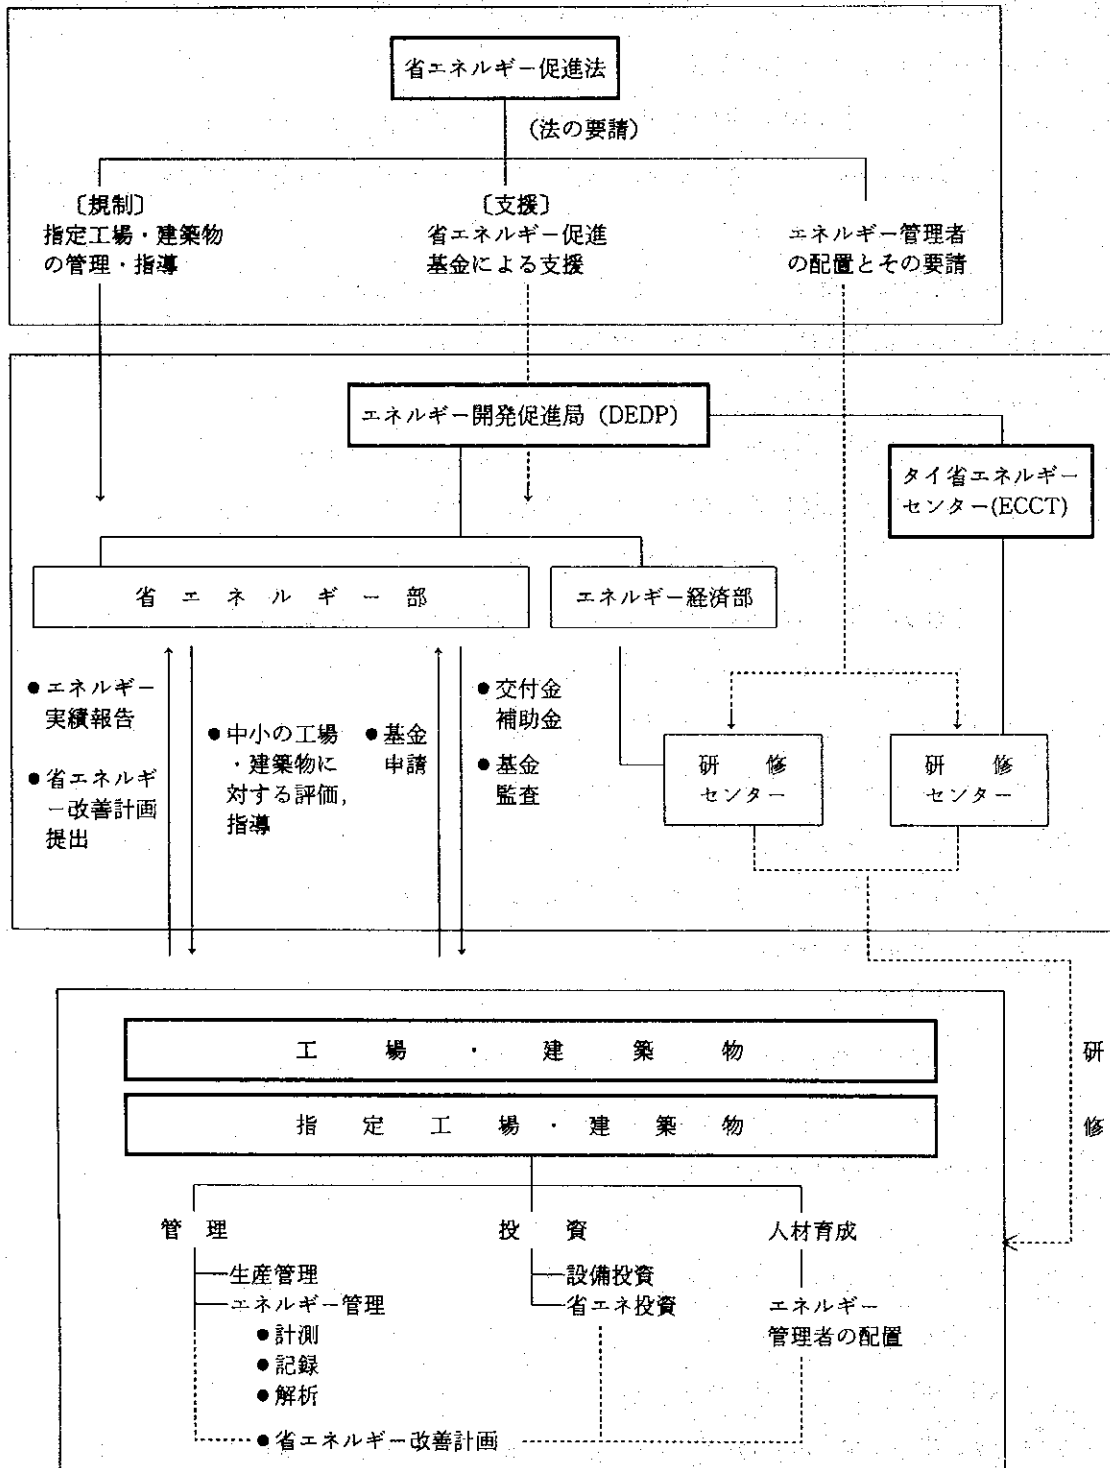 省エネルギー促進法
(法の要請)
〔規制〕
指定工場・建築物
の管理・指導
〔支援〕
省エネルギー促進
基金による支援
エネルギー管理者
の配置とその要請
エネルギー開発促進局 (DEDP)
タイ省エネルギー
センター(ECCT)
省エネルギー部
エネルギー経済部
●エネルギー
実績報告
●省エネルギ
ー改善計画
提出
●中小の工場
・建築物に
対する評価,
指導
●基金
申請
●交付金
補助金
●基金
監査
研修
センター
研修
センター
工場・建築物
指定工場・建築物
研修
管理
生産管理
エネルギー管理
●計測
●記録
●解析
●省エネルギー改善計画
投資
設備投資
省エネ投資
人材育成
エネルギー
管理者の配置